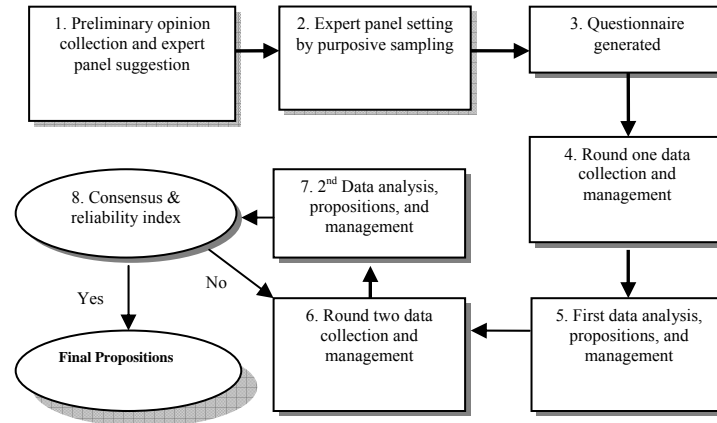 1. Preliminary opinion
collection and expert
panel suggestion
2. Expert panel setting
by purposive sampling
3. Questionnaire
generated
4. Round one data
collection and
management
5. First data analysis,
propositions, and
management
6. Round two data
collection and
management
7. 2nd Data analysis,
propositions, and
management
8. Consensus &
reliability index
No
Yes
Final Propositions